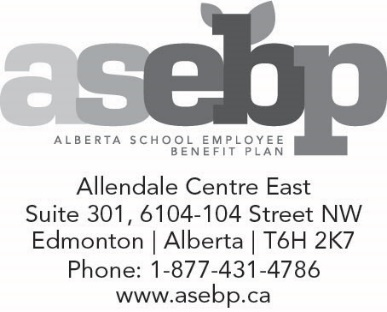 asebp
ALBERTA SCHOOL EMPLOYEE
BENEFIT PLAN
Allendale Centre East
Suite 301, 6104-104 Street NW
Edmonton | Alberta | T6H 2K7
Phone: 1-877-431-4786
www.asebp.ca